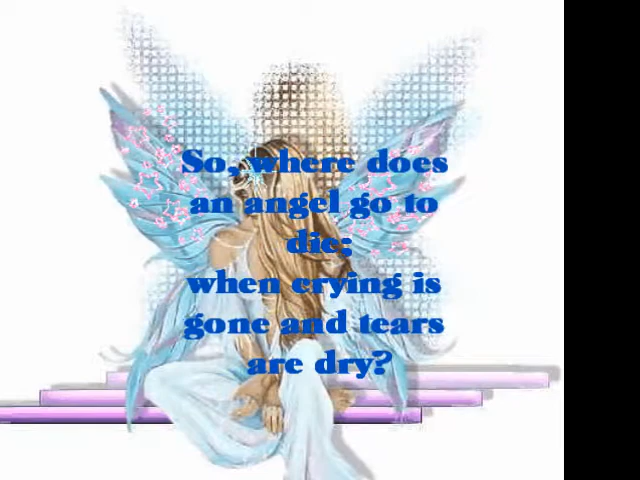 So, where does
an angel go to
die;
when crying is
gone and tears
are dry?